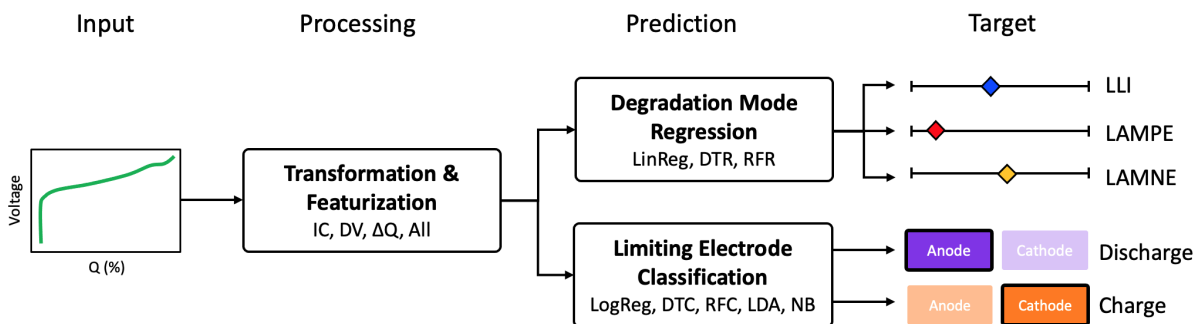 Input
Processing
Prediction
Target
Voltage
Q (%)
Transformation &
Featurization
IC, DV, ΔQ, All
Degradation Mode
Regression
LinReg, DTR, RFR
LLI
LAMPE
LAMNE
Limiting Electrode
Classification
LogReg, DTC, RFC, LDA, NB
Anode
Cathode
Discharge
Anode
Cathode
Charge